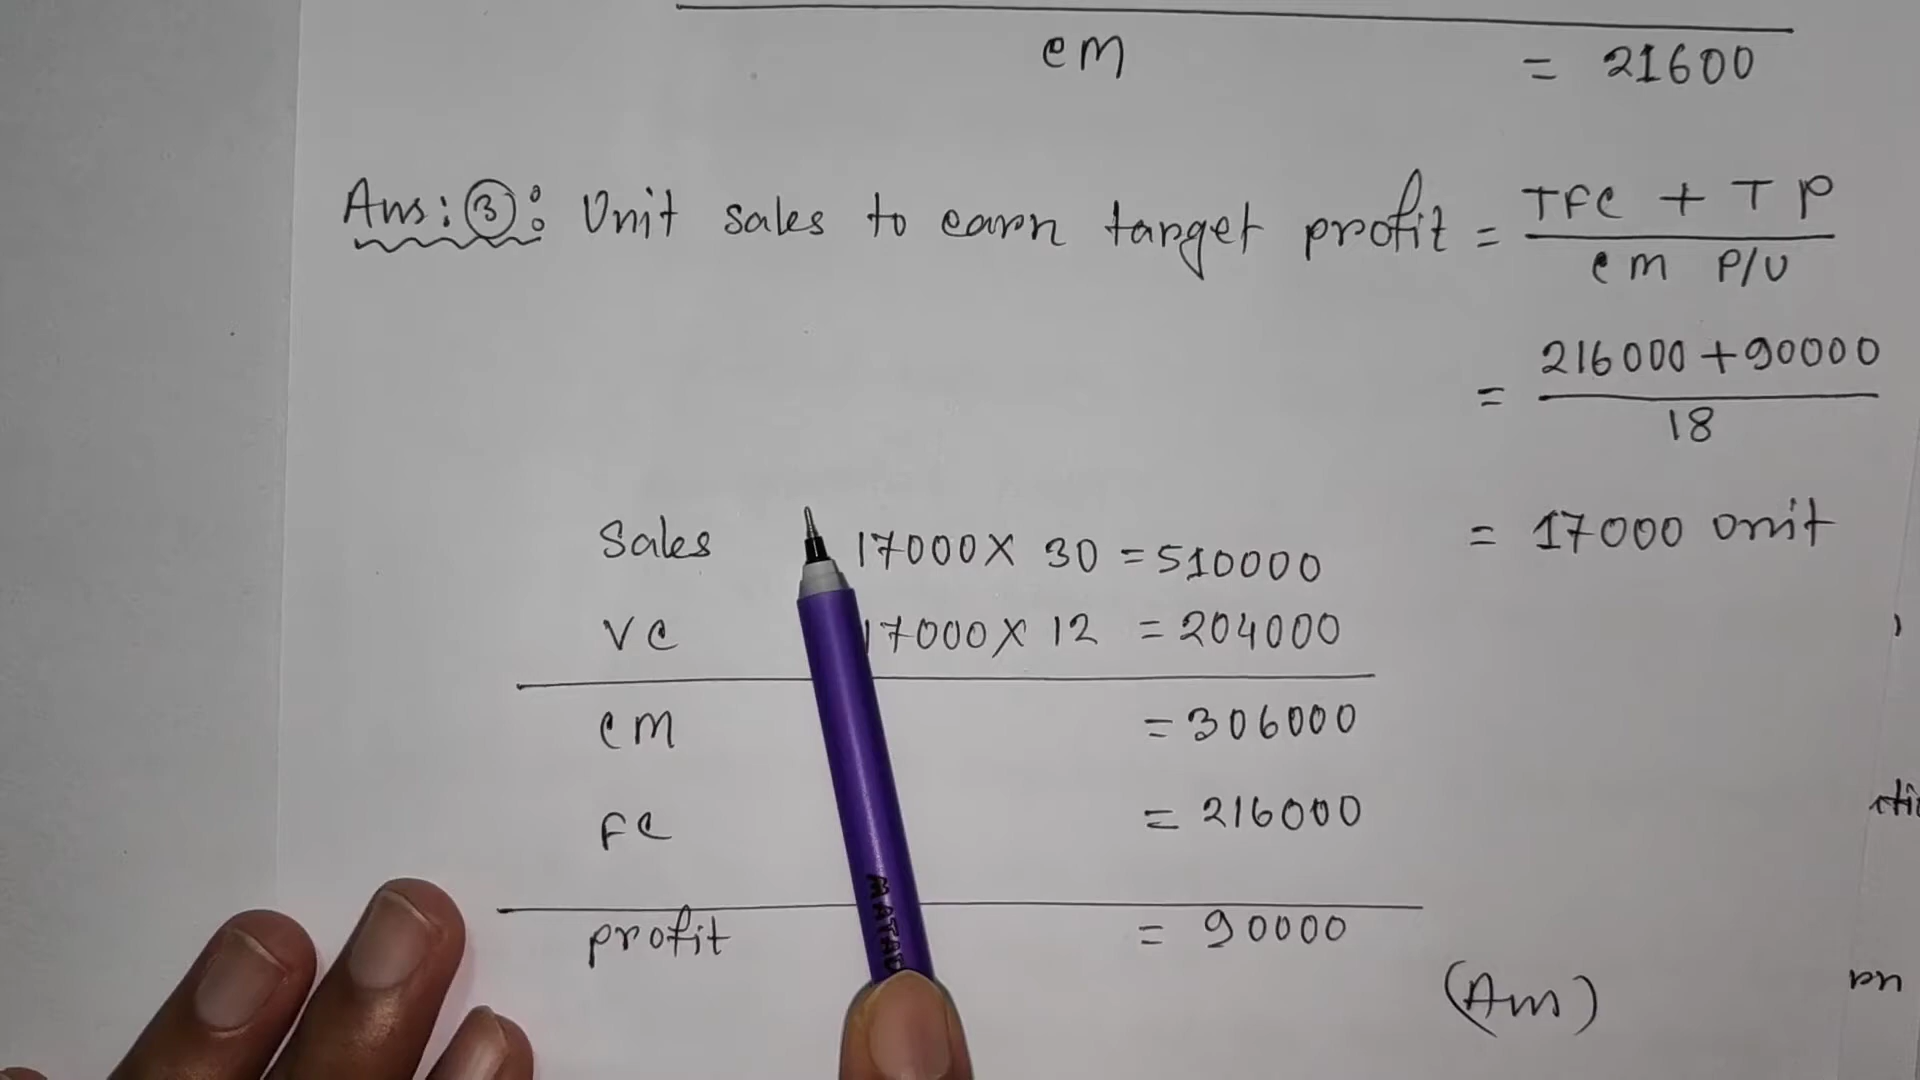 cm = 21600
Ans: ③: Unit sales to earn target profit = TFC + TP / cm P/U
= 216000 + 90000 / 18
= 17000 unit
Sales 17000 X 30 = 510000
VC 17000 X 12 = 204000
cm = 306000
FC = 216000
profit = 90000
(Ans)
MATAD